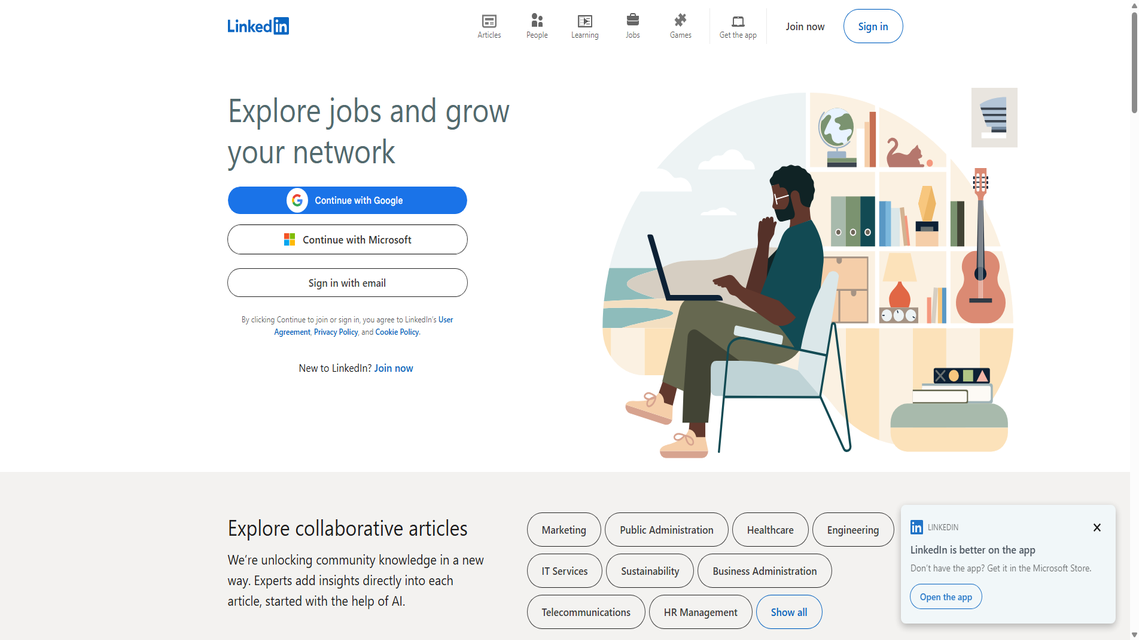 LinkedIn
Articles
People
Learning
Jobs
Games
Get the app
Join now
Sign in
Explore jobs and grow
your network
Continue with Google
Continue with Microsoft
Sign in with email
By clicking Continue to join or sign in, you agree to LinkedIn's User
Agreement, Privacy Policy, and Cookie Policy.
New to LinkedIn? Join now
Explore collaborative articles
We're unlocking community knowledge in a new
way. Experts add insights directly into each
article, started with the help of AI.
Marketing
Public Administration
Healthcare
Engineering
IT Services
Sustainability
Business Administration
Telecommunications
HR Management
Show all
in LINKEDIN
LinkedIn is better on the app
Don't have the app? Get it in the Microsoft Store.
Open the app